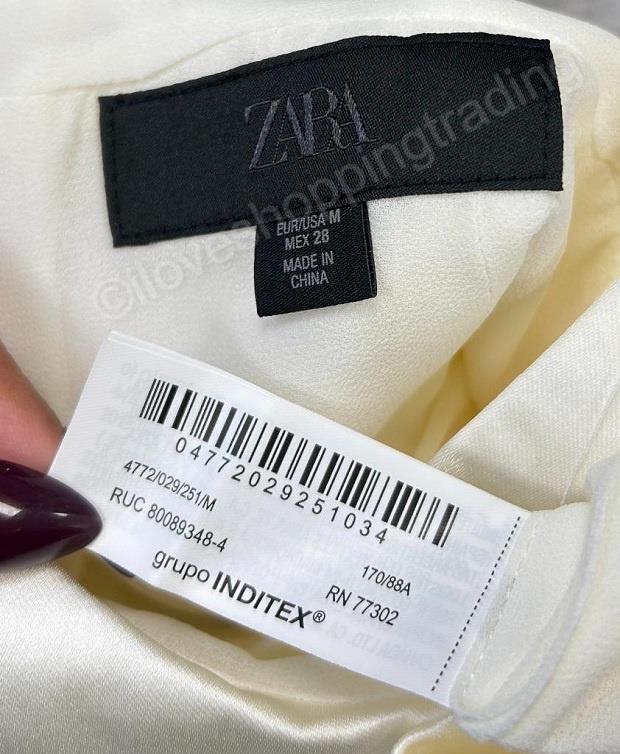 ZARA
EUR/USA M
MEX 28
MADE IN
CHINA
©iloveshoppingtrading
04772029251034
4772/029/251/M
RUC 80089348-4
170/88A
RN 77302
grupo INDITEX®